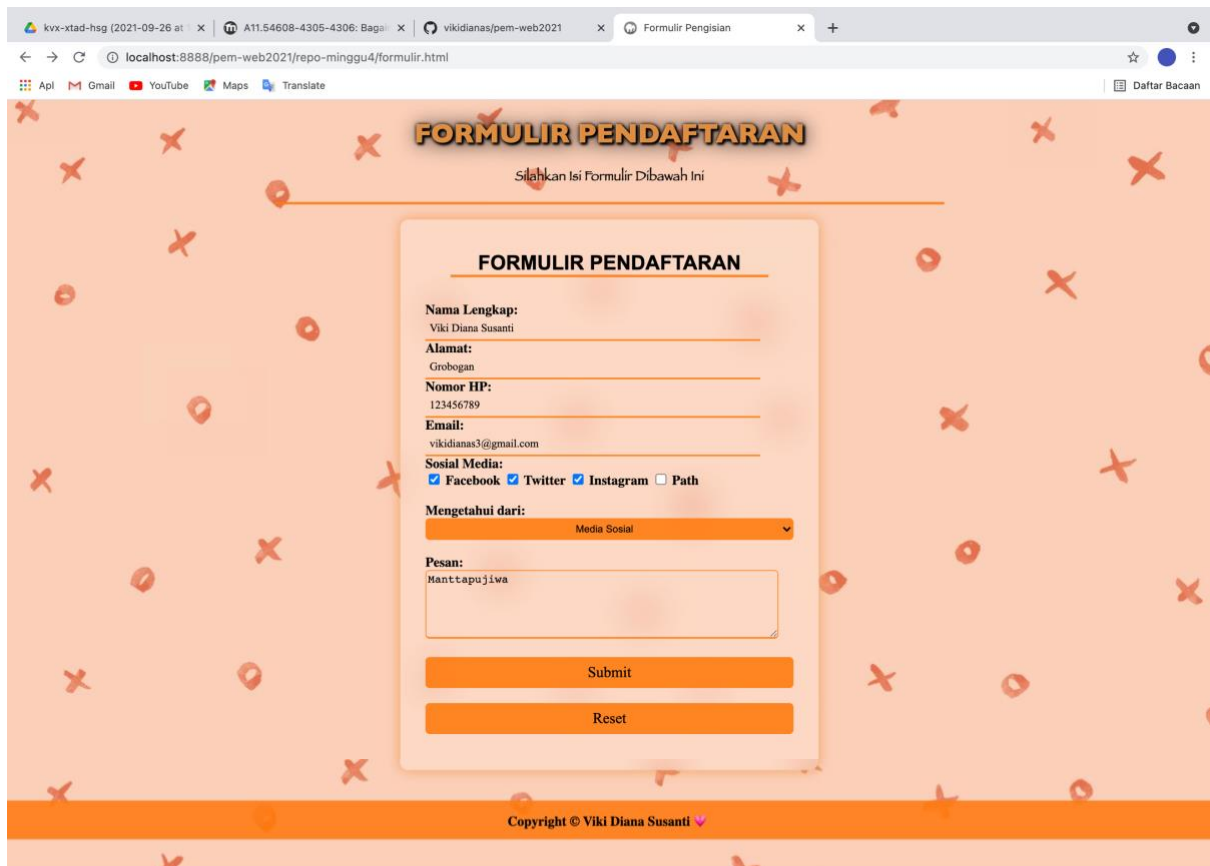 kvx-xtad-hsg (2021-09-26 at
A11.54608-4305-4306: Bagai
vikidianas/pem-web2021
Formulir Pengisian
localhost:8888/pem-web2021/repo-minggu4/formulir.html
Apl Gmail YouTube Maps Translate Daftar Bacaan
FORMULIR PENDAFTARAN
Silahkan Isi Formulir Dibawah Ini
FORMULIR PENDAFTARAN
Nama Lengkap:
Viki Diana Susanti
Alamat:
Grobogan
Nomor HP:
123456789
Email:
vikidianas3@gmail.com
Sosial Media:
Facebook Twitter Instagram Path
Mengetahui dari:
Media Sosial
Pesan:
Manttapujiwa
Submit
Reset
Copyright © Viki Diana Susanti 💗